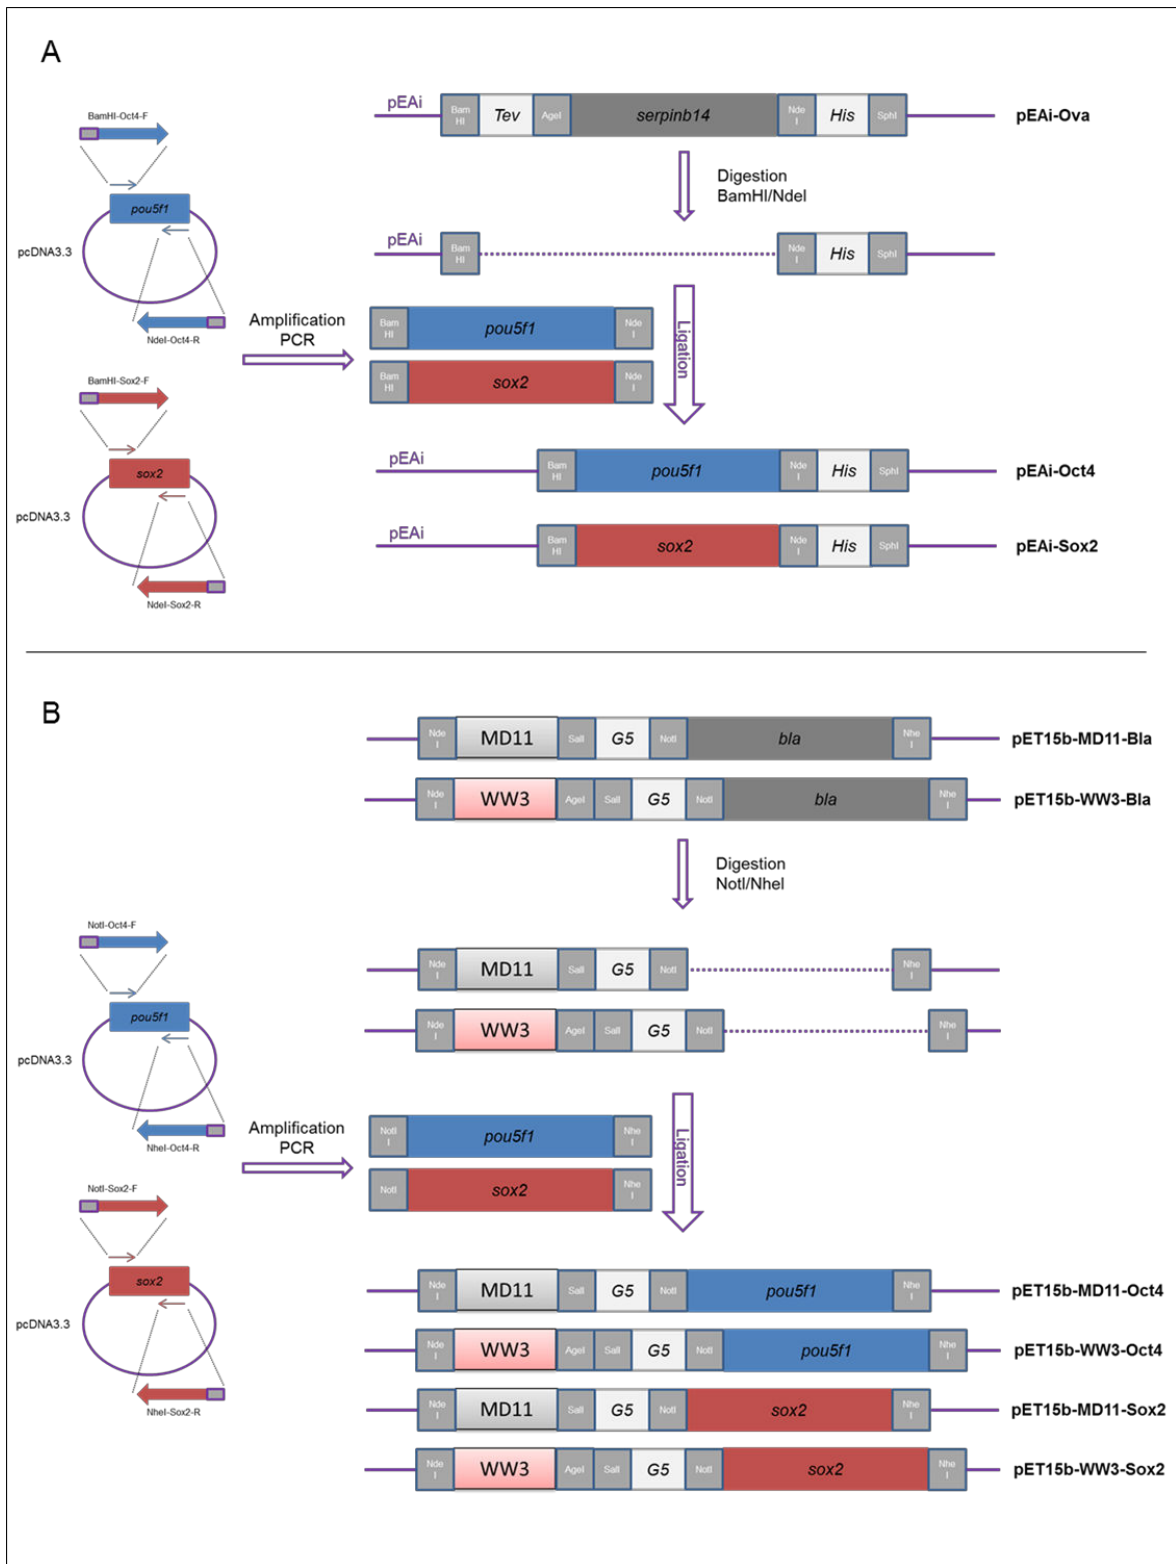 A
BamHI-Oct4-F
pou5f1
pcDNA3.3
NdeI-Oct4-R
BamHI-Sox2-F
sox2
pcDNA3.3
NdeI-Sox2-R
Amplification
PCR
pEAi
Bam
HI
Tev
AgeI
serpinb14
Nde
I
His
SphI
pEAi-Ova
Digestion
BamHI/NdeI
pEAi
Bam
HI
Nde
I
His
SphI
Bam
HI
pou5f1
Nde
I
Bam
HI
sox2
Nde
I
Ligation
pEAi
Bam
HI
pou5f1
Nde
I
His
SphI
pEAi-Oct4
pEAi
Bam
HI
sox2
Nde
I
His
SphI
pEAi-Sox2
B
Nde
I
MD11
SalI
G5
NotI
bla
Nhe
I
pET15b-MD11-Bla
Nde
I
WW3
AgeI
SalI
G5
NotI
bla
Nhe
I
pET15b-WW3-Bla
Digestion
NotI/NheI
NotI-Oct4-F
pou5f1
pcDNA3.3
NheI-Oct4-R
NotI-Sox2-F
sox2
pcDNA3.3
NheI-Sox2-R
Amplification
PCR
Nde
I
MD11
SalI
G5
NotI
Nhe
I
Nde
I
WW3
AgeI
SalI
G5
NotI
Nhe
I
NotI
I
pou5f1
Nhe
I
NotI
sox2
Nhe
I
Ligation
Nde
I
MD11
SalI
G5
NotI
pou5f1
Nhe
I
pET15b-MD11-Oct4
Nde
I
WW3
AgeI
SalI
G5
NotI
pou5f1
Nhe
I
pET15b-WW3-Oct4
Nde
I
MD11
SalI
G5
NotI
sox2
Nhe
I
pET15b-MD11-Sox2
Nde
I
WW3
AgeI
SalI
G5
NotI
sox2
Nhe
I
pET15b-WW3-Sox2